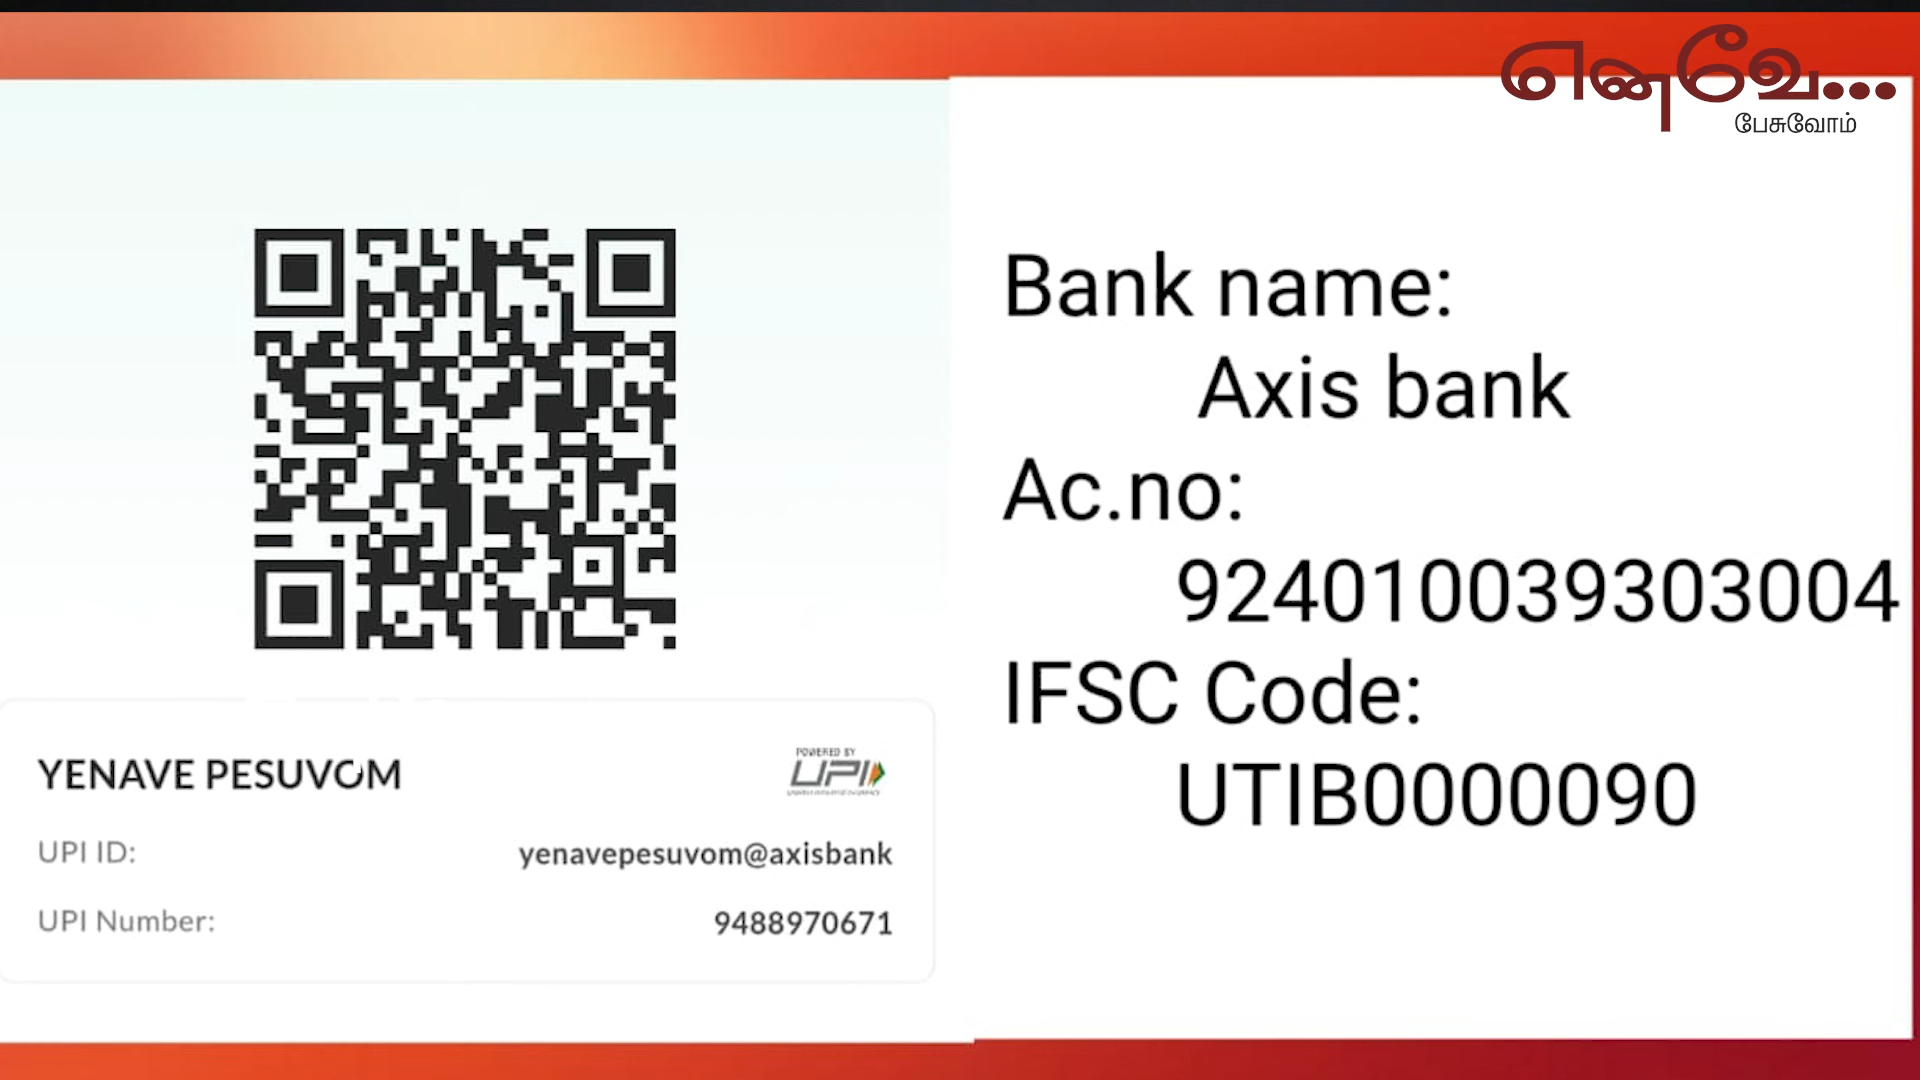 எனவே...
பேசுவோம்
YENAVE PESUVOM
POWERED BY
UPI
UPI ID:
yenavepesuvom@axisbank
UPI Number:
9488970671
Bank name:
Axis bank
Ac.no:
924010039303004
IFSC Code:
UTIB0000090